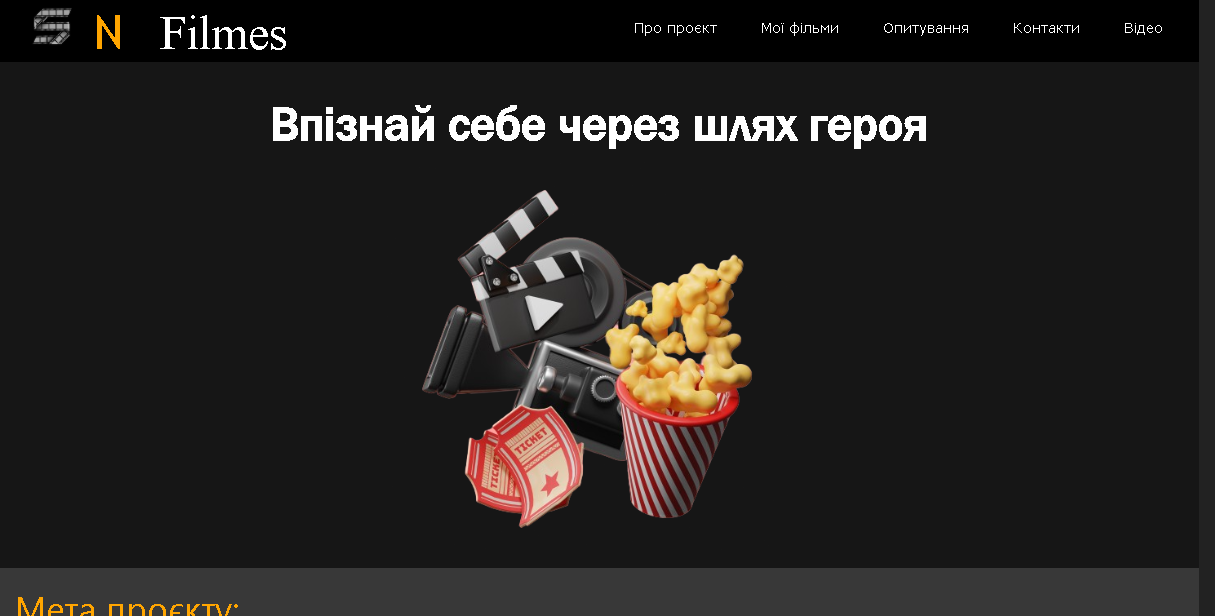 S N Filmes
Про проєкт Мої фільми Опитування Контакти Відео
Впізнай себе через шлях героя
TICKET
TICKET
Мета проєкту: